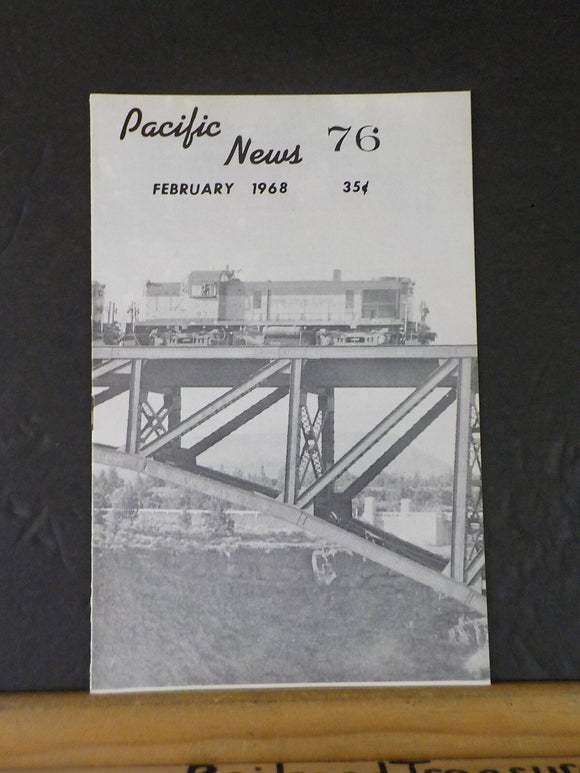 Pacific
News 76
FEBRUARY 1968 35¢